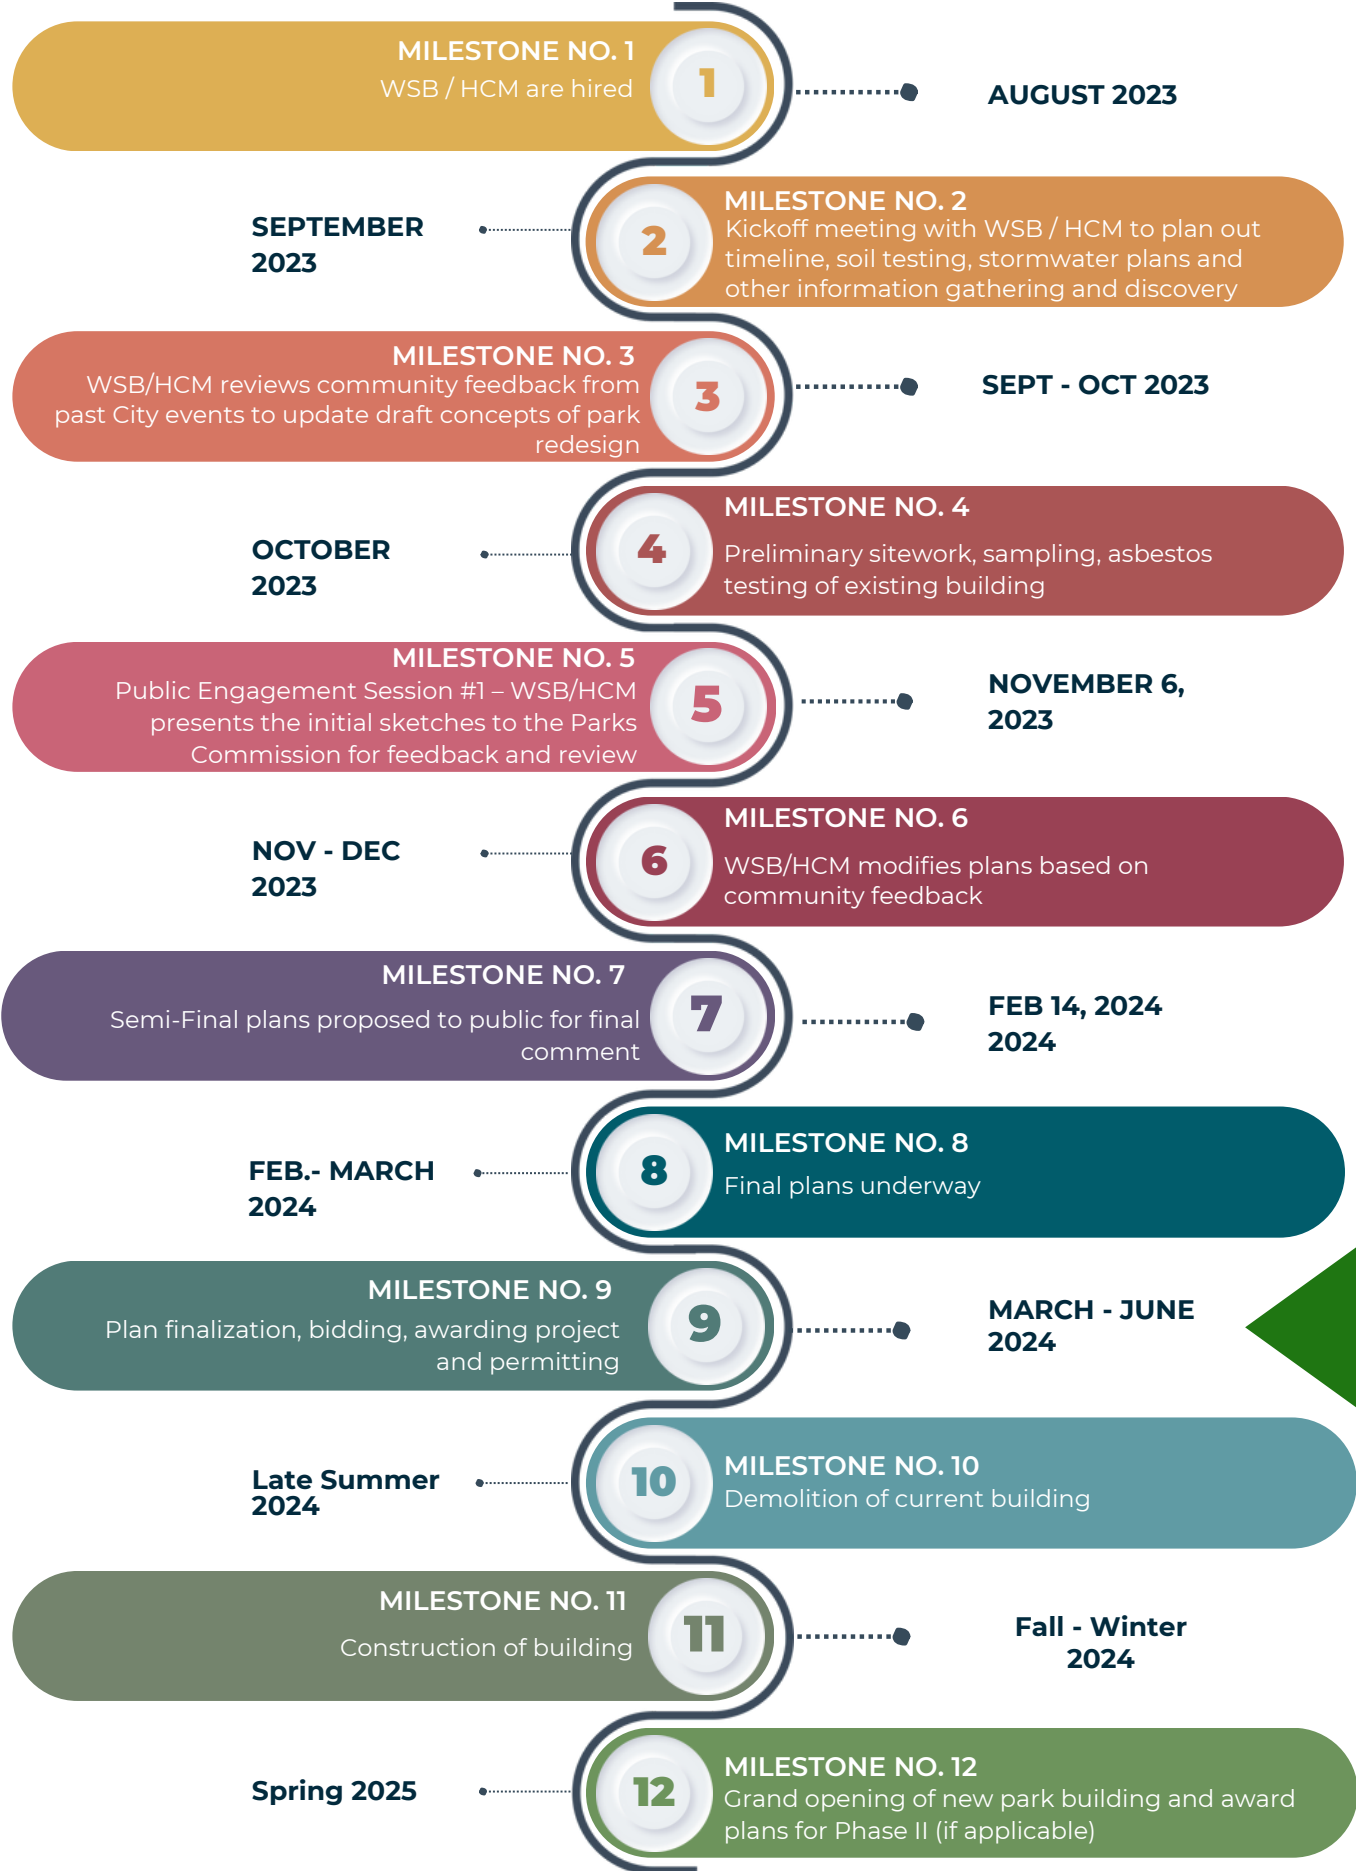 MILESTONE NO. 1
WSB / HCM are hired
1
AUGUST 2023
SEPTEMBER
2023
2
MILESTONE NO. 2
Kickoff meeting with WSB / HCM to plan out
timeline, soil testing, stormwater plans and
other information gathering and discovery
MILESTONE NO. 3
WSB/HCM reviews community feedback from
past City events to update draft concepts of park
redesign
3
SEPT - OCT 2023
OCTOBER
2023
4
MILESTONE NO. 4
Preliminary sitework, sampling, asbestos
testing of existing building
MILESTONE NO. 5
Public Engagement Session #1 – WSB/HCM
presents the initial sketches to the Parks
Commission for feedback and review
5
NOVEMBER 6,
2023
NOV - DEC
2023
6
MILESTONE NO. 6
WSB/HCM modifies plans based on
community feedback
MILESTONE NO. 7
Semi-Final plans proposed to public for final
comment
7
FEB 14, 2024
2024
FEB.- MARCH
2024
8
MILESTONE NO. 8
Final plans underway
MILESTONE NO. 9
Plan finalization, bidding, awarding project
and permitting
9
MARCH - JUNE
2024
Late Summer
2024
10
MILESTONE NO. 10
Demolition of current building
MILESTONE NO. 11
Construction of building
11
Fall - Winter
2024
Spring 2025
12
MILESTONE NO. 12
Grand opening of new park building and award
plans for Phase II (if applicable)